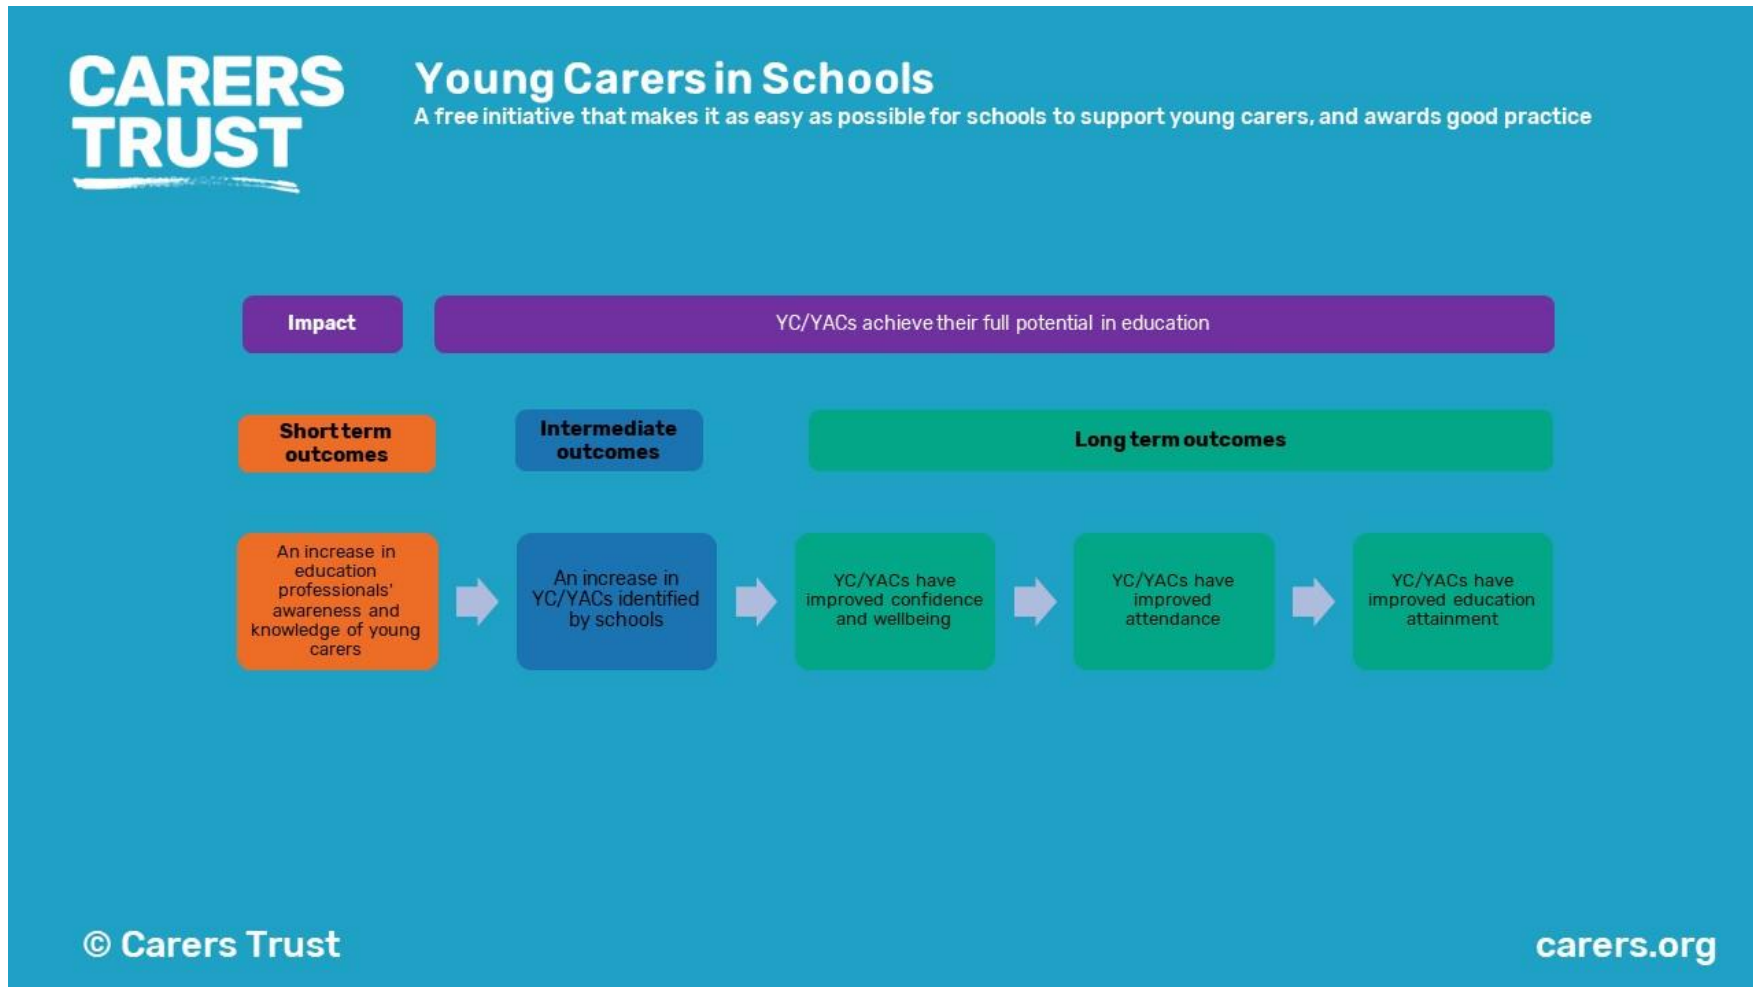 CARERS
TRUST
Young Carers in Schools
A free initiative that makes it as easy as possible for schools to support young carers, and awards good practice
Impact
YC/YACs achieve their full potential in education
Short term
outcomes
Intermediate
outcomes
Long term outcomes
An increase in
education
professionals'
awareness and
knowledge of young
carers
An increase in
YC/YACs identified
by schools
YC/YACs have
improved confidence
and wellbeing
YC/YACs have
improved
attendance
YC/YACs have
improved education
attainment
© Carers Trust
carers.org